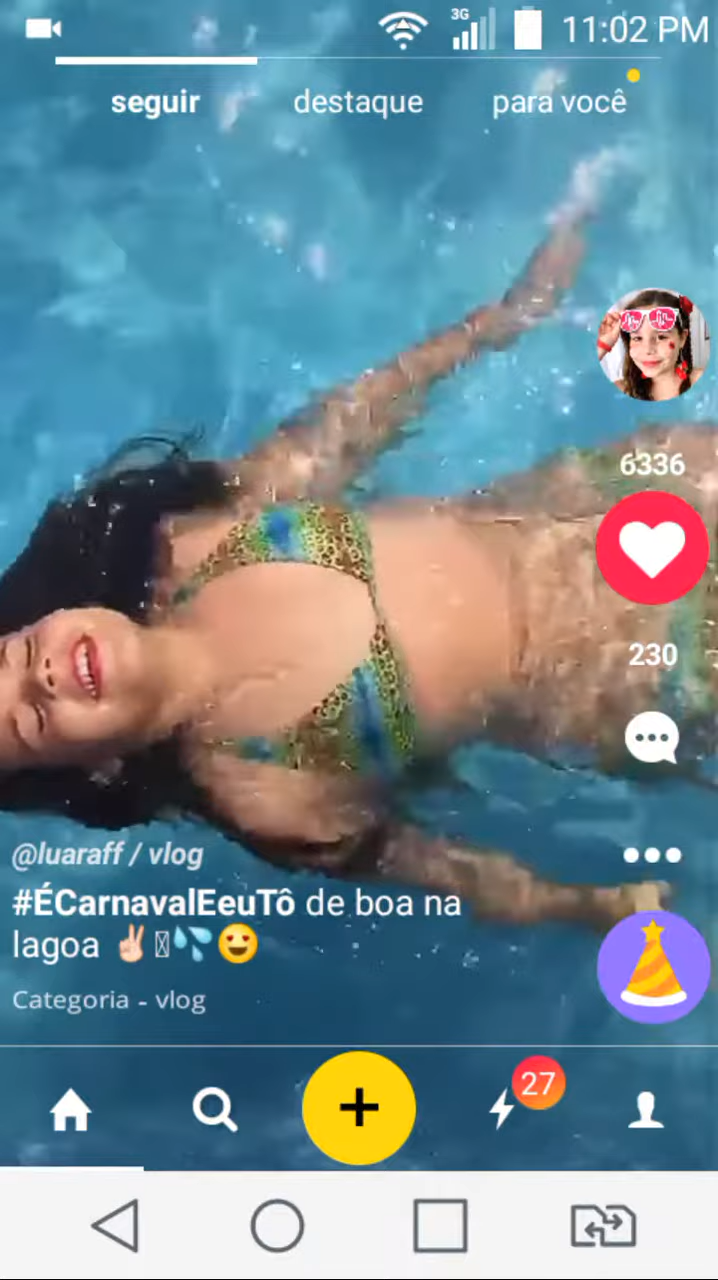 3G
11:02 PM
seguir destaque para você
6336
230
@luaraff / vlog
#ÉCarnavalEeuTô de boa na
lagoa ✌🏻💦😍
Categoria - vlog
27